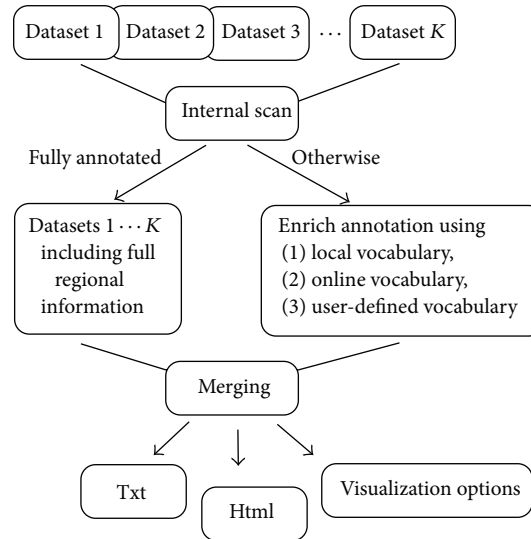 Dataset 1 Dataset 2 Dataset 3 ⋯ Dataset K
Internal scan
Fully annotated Otherwise
Datasets 1 ⋯ K
including full
regional
information
Enrich annotation using
(1) local vocabulary,
(2) online vocabulary,
(3) user-defined vocabulary
Merging
Txt
Html
Visualization options